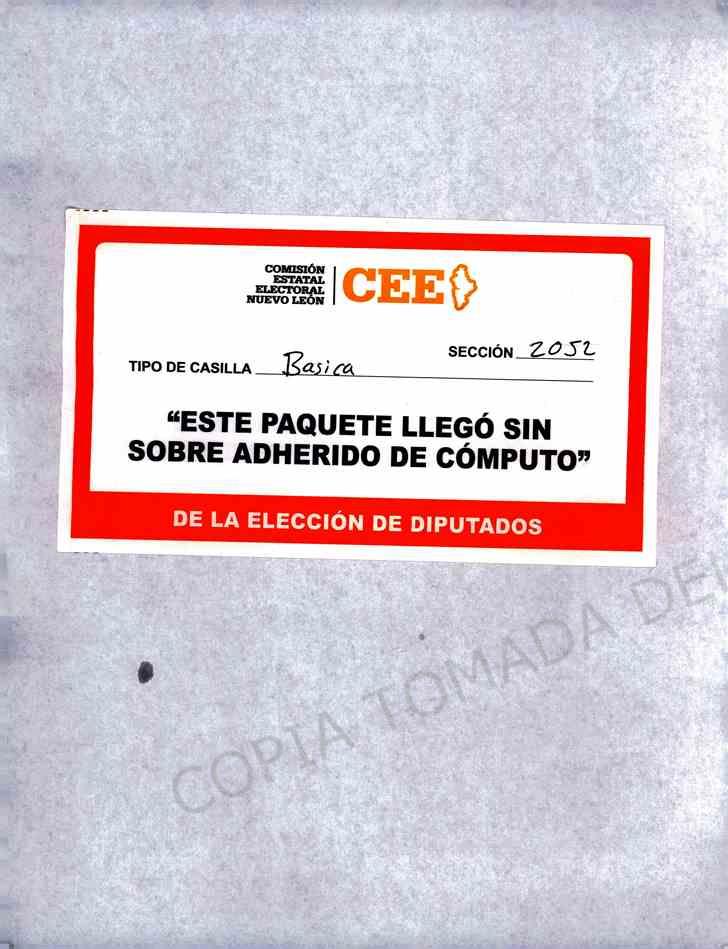 COMISIÓN
ESTATAL
ELECTORAL
NUEVO LEÓN
CEE
SECCIÓN 2052
TIPO DE CASILLA Basica
“ESTE PAQUETE LLEGÓ SIN
SOBRE ADHERIDO DE CÓMPUTO”
DE LA ELECCIÓN DE DIPUTADOS
COPIA TOMADA DEL